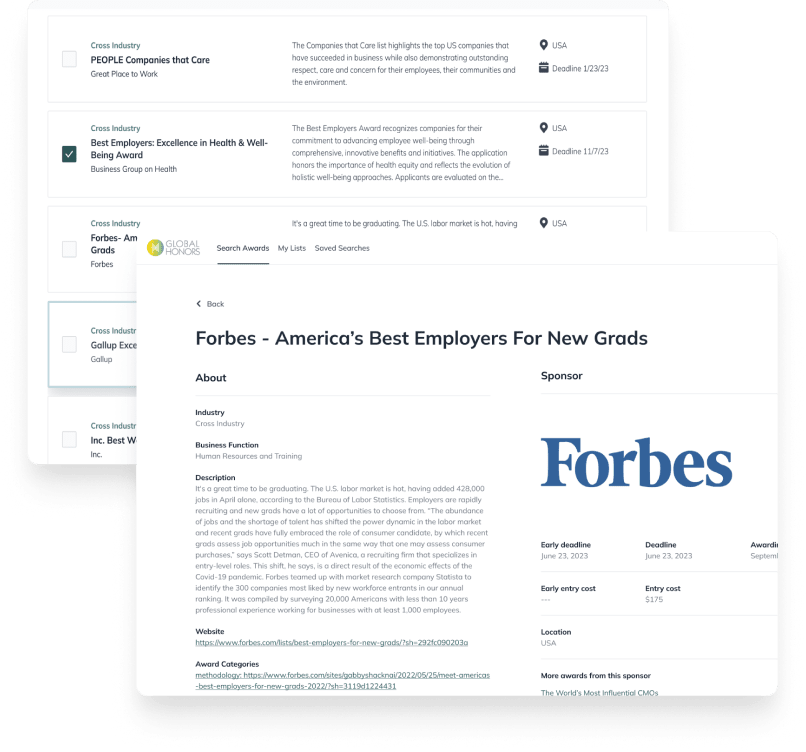 Cross Industry
PEOPLE Companies that Care
Great Place to Work
The Companies that Care list highlights the top US companies that
have succeeded in business while also demonstrating outstanding
respect, care and concern for their employees, their communities and
the environment.
USA
Deadline 1/23/23
Cross Industry
Best Employers: Excellence in Health & Well-
Being Award
Business Group on Health
The Best Employers Award recognizes companies for their
commitment to advancing employee well-being through
comprehensive, innovative benefits and initiatives. The application
honors the importance of health equity and reflects the evolution of
holistic well-being approaches. Applicants are evaluated on the...
USA
Deadline 11/7/23
Cross Industry
Forbes- Am
Grads
Forbes
It's a great time to be graduating. The U.S. labor market is hot, having
USA
Cross Industr
Gallup Exce
Gallup
Cross Industr
Inc. Best W
Inc.
GLOBAL
HONORS
Search Awards My Lists Saved Searches
Back
Forbes - America's Best Employers For New Grads
About
Industry
Cross Industry
Business Function
Human Resources and Training
Description
It's a great time to be graduating. The U.S. labor market is hot, having added 428,000
jobs in April alone, according to the Bureau of Labor Statistics. Employers are rapidly
recruiting and new grads have a lot of opportunities to choose from. "The abundance
of jobs and the shortage of talent has shifted the power dynamic in the labor market
and recent grads have fully embraced the role of consumer candidate, by which recent
grads assess job opportunities much in the same way that one may assess consumer
purchases," says Scott Detman, CEO of Avenica, a recruiting firm that specializes in
entry-level roles. This shift, he says, is a direct result of the economic effects of the
Covid-19 pandemic. Forbes teamed up with market research company Statista to
identify the 300 companies most liked by new workforce entrants in our annual
ranking. It was compiled by surveying 20,000 Americans with less than 10 years
professional experience working for businesses with at least 1,000 employees.
Website
https://www.forbes.com/lists/best-employers-for-new-grads/?sh=292fc090203a
Award Categories
methodology: https://www.forbes.com/sites/gabbyshacknai/2022/05/25/meet-americas
-best-employers-for-new-grads-2022/?sh=3119d1224431
Sponsor
Forbes
Early deadline Deadline Awardi
June 23, 2023 June 23, 2023 Septem
Early entry cost Entry cost
--- $175
Location
USA
More awards from this sponsor
The World's Most Influential CMOs